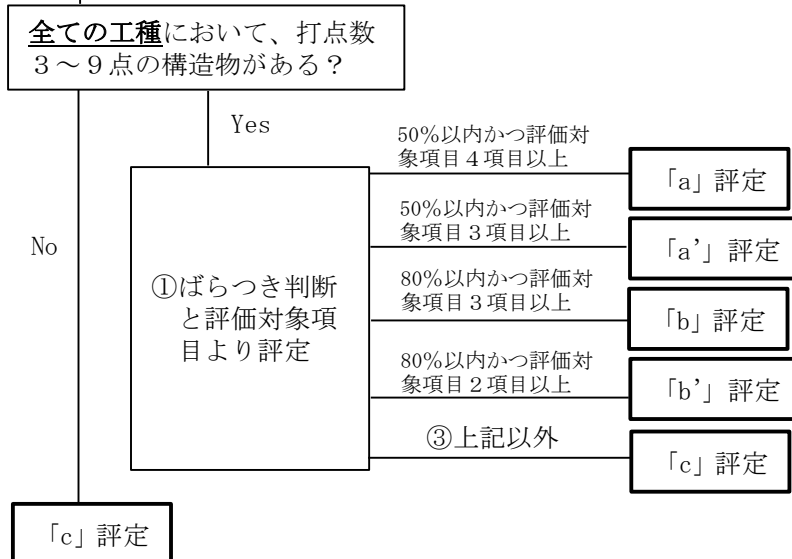 全ての工種において、打点数
３～９点の構造物がある？
Yes
No
①ばらつき判断
と評価対象項
目より評定
50％以内かつ評価対
象項目４項目以上
「a」評定
50％以内かつ評価対
象項目３項目以上
「a’」評定
80％以内かつ評価対
象項目３項目以上
「b」評定
80％以内かつ評価対
象項目２項目以上
「b’」評定
③上記以外
「c」評定
「c」評定